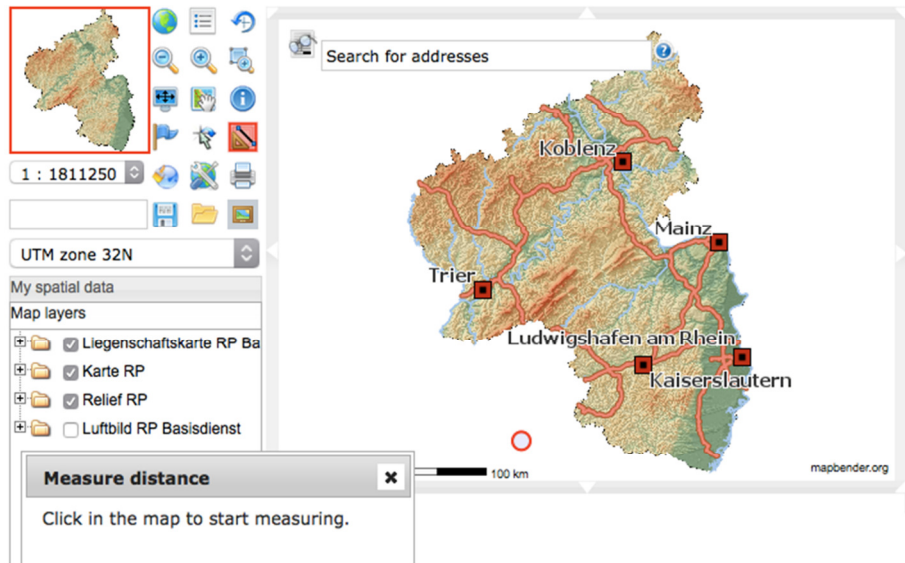 Search for addresses
1 : 1811250
UTM zone 32N
My spatial data
Map layers
Liegenschaftskarte RP Ba
Karte RP
Relief RP
Luftbild RP Basisdienst
Koblenz
Mainz
Trier
Ludwigshafen am Rhein
Kaiserslautern
100 km
mapbender.org
Measure distance
Click in the map to start measuring.